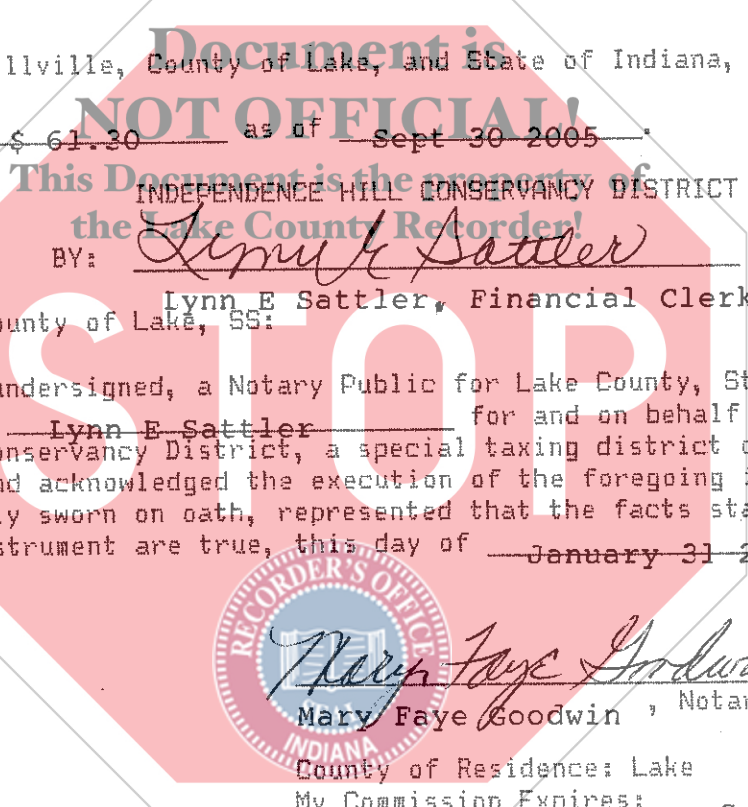 Document is
llville, County of Lake, and State of Indiana,
NOT OFFICIAL!
$ 61.30 as of Sept 30 2005 .
This Document is the property of
INDEPENDENCE HILL CONSERVANCY DISTRICT
the Lake County Recorder!
BY: Lynn E Sattler
Lynn E Sattler, Financial Clerk
ounty of Lake, SS:
STOP
undersigned, a Notary Public for Lake County, St
Lynn E Sattler for and on behalf
onservancy District, a special taxing district
nd acknowledged the execution of the foregoing
y sworn on oath, represented that the facts sta
strument are true, this day of January 31 2
RECORDER'S OFFICE
Mary Faye Goodwin
SEAL
Mary Faye Goodwin , Notar
INDIANA
County of Residence: Lake
My Commission Expires: